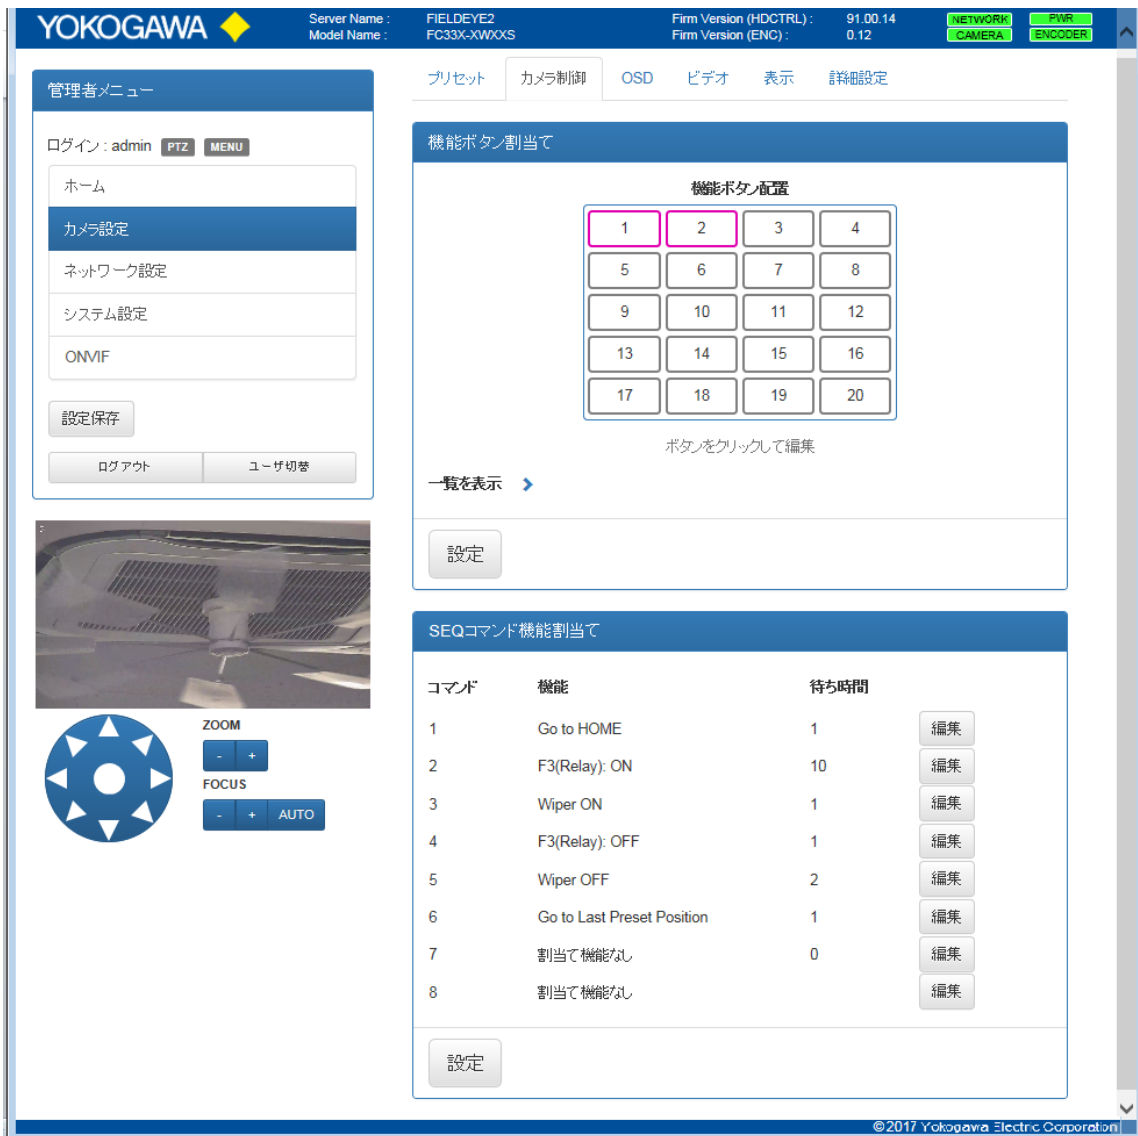 YOKOGAWA
Server Name : FIELDEYE2 Firm Version (HDCTRL) : 91.00.14 NETWORK PWR
Model Name : FC33X-XWXXS Firm Version (ENC) : 0.12 CAMERA ENCODER
管理者メニュー
ログイン : admin PTZ MENU
ホーム
カメラ設定
ネットワーク設定
システム設定
ONVIF
設定保存
ログアウト ユーザ切替
ZOOM
- +
FOCUS
- + AUTO
プリセット カメラ制御 OSD ビデオ 表示 詳細設定
機能ボタン割当て
機能ボタン配置
1 2 3 4
5 6 7 8
9 10 11 12
13 14 15 16
17 18 19 20
ボタンをクリックして編集
一覧を表示
設定
SEQコマンド機能割当て
コマンド 機能 待ち時間
1 Go to HOME 1 編集
2 F3(Relay): ON 10 編集
3 Wiper ON 1 編集
4 F3(Relay): OFF 1 編集
5 Wiper OFF 2 編集
6 Go to Last Preset Position 1 編集
7 割当て機能なし 0 編集
8 割当て機能なし 編集
設定
©2017 Yokogawa Electric Corporation